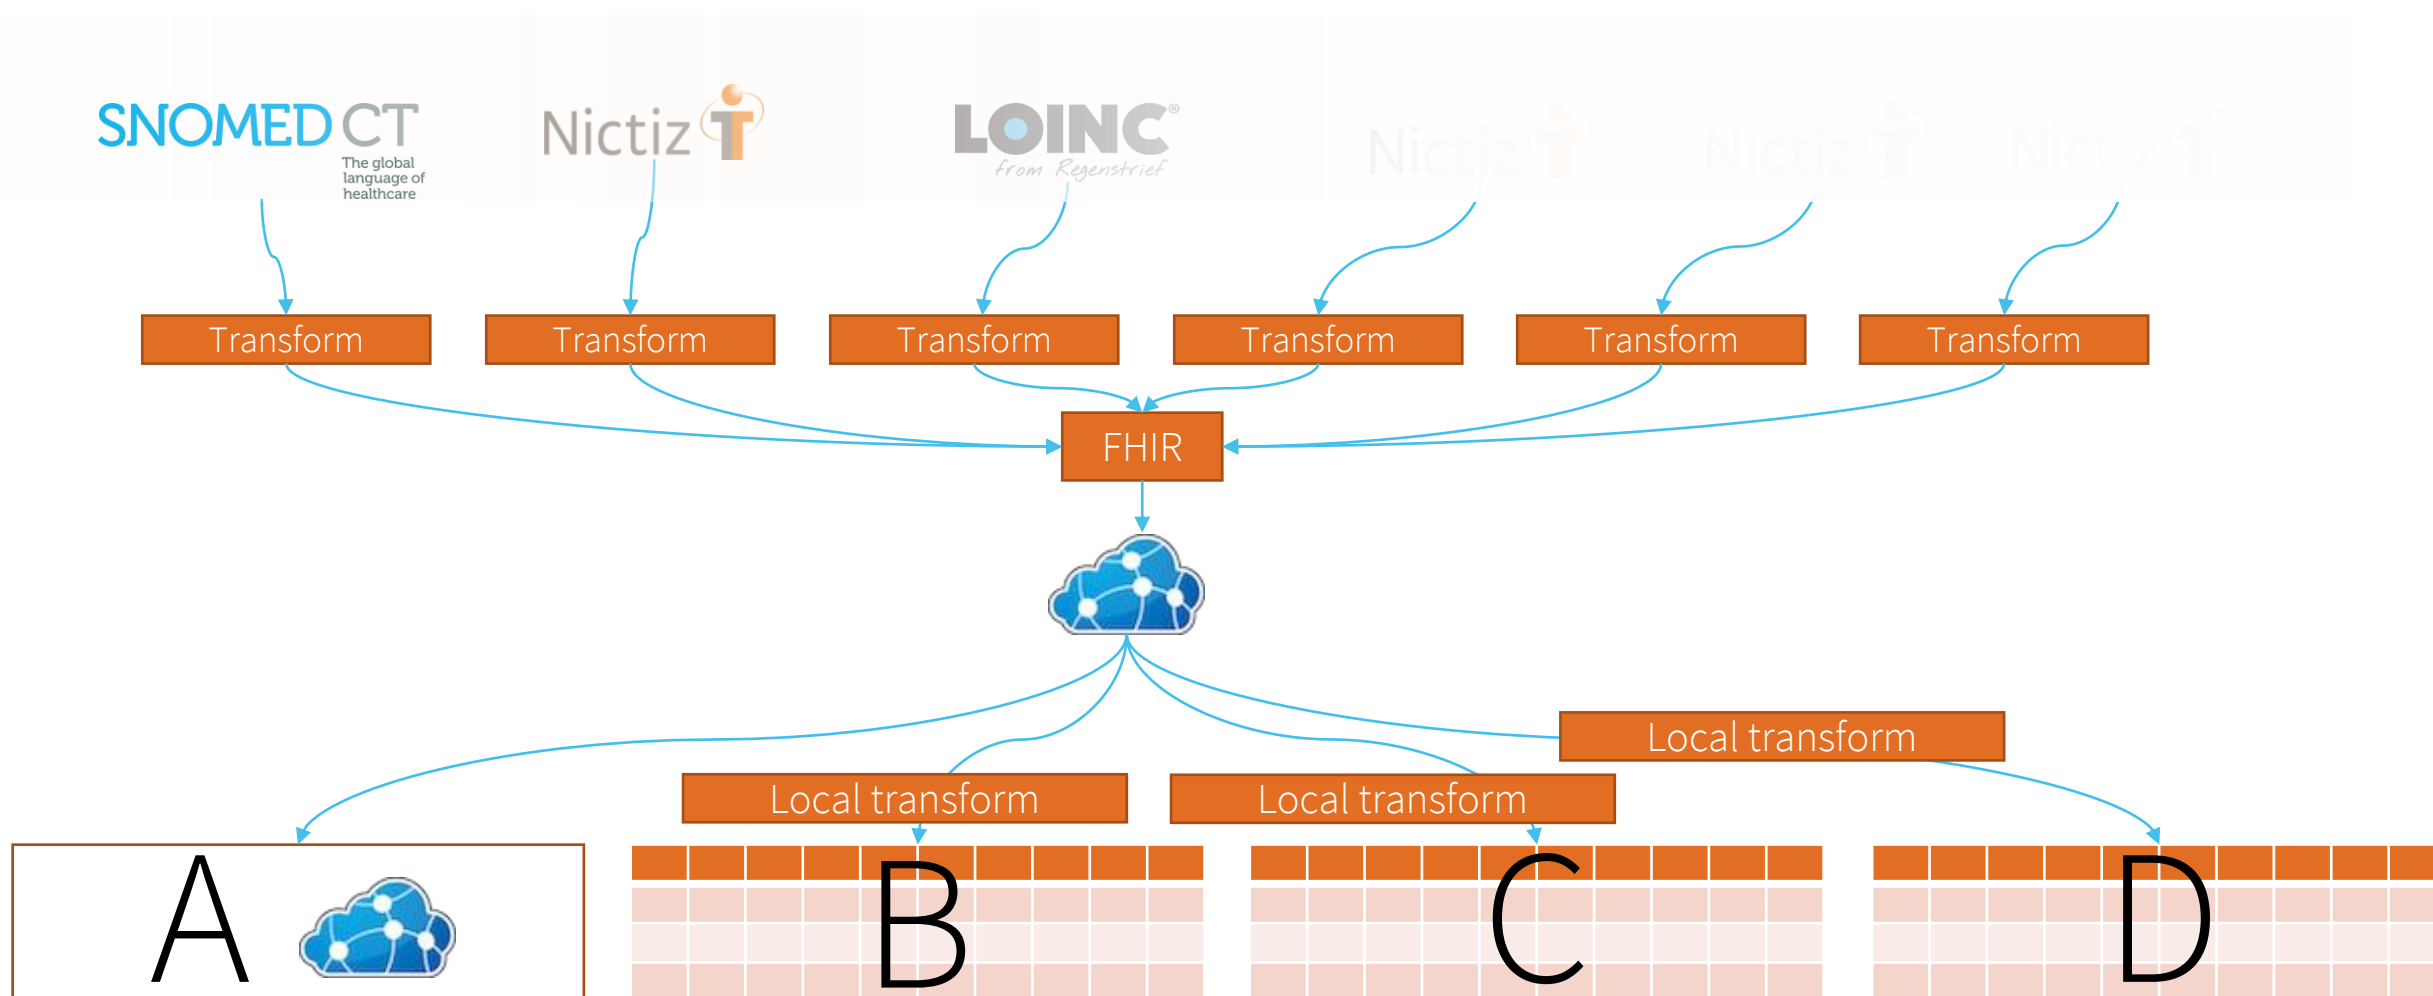 SNOMED CT
The global
language of
healthcare
Nictiz
LOINC®
from Regenstrief
Nictiz
Nictiz
Nictiz
Transform
Transform
Transform
Transform
Transform
Transform
FHIR
Local transform
Local transform
Local transform
A
B
C
D